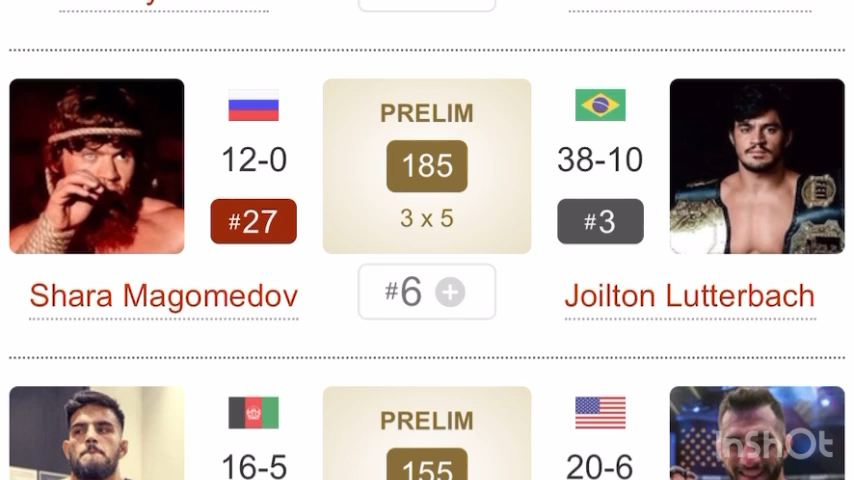 PRELIM
12-0
185
38-10
#27
3 x 5
#3
Shara Magomedov
#6
Joilton Lutterbach
PRELIM
16-5
155
20-6
InShOt